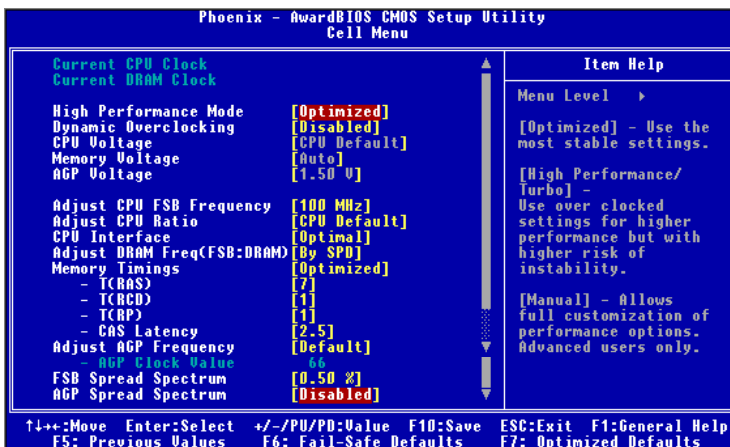 Phoenix - AwardBIOS CMOS Setup Utility
Cell Menu
Current CPU Clock
Current DRAM Clock
High Performance Mode [Optimized]
Dynamic Overclocking [Disabled]
CPU Voltage [CPU Default]
Memory Voltage [Auto]
AGP Voltage [1.50 V]
Adjust CPU FSB Frequency [100 MHz]
Adjust CPU Ratio [CPU Default]
CPU Interface [Optimal]
Adjust DRAM Freq(FSB:DRAM)[By SPD]
Memory Timings [Optimized]
- T(RAS) [7]
- T(RCD) [1]
- T(RP) [1]
- CAS Latency [2.5]
Adjust AGP Frequency [Default]
- AGP Clock Value 66
FSB Spread Spectrum [0.50 %]
AGP Spread Spectrum [Disabled]
Item Help
Menu Level ▸
[Optimized] - Use the
most stable settings.
[High Performance/
Turbo] -
Use over clocked
settings for higher
performance but with
higher risk of
instability.
[Manual] - Allows
full customization of
performance options.
Advanced users only.
↑↓→←:Move Enter:Select +/-/PU/PD:Value F10:Save ESC:Exit F1:General Help
F5: Previous Values F6: Fail-Safe Defaults F7: Optimized Defaults